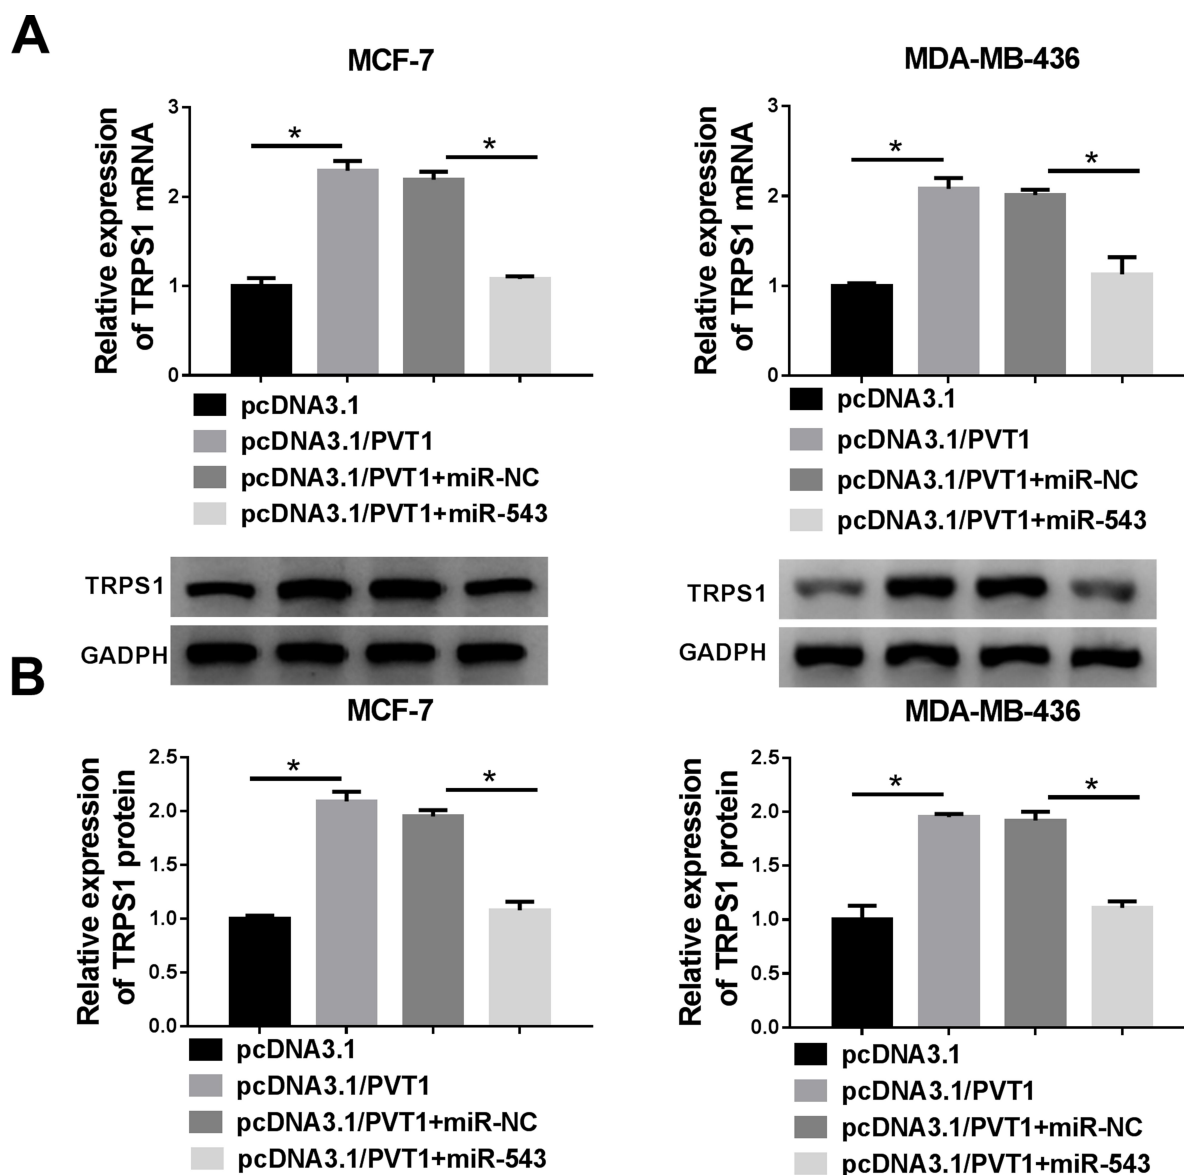 A
MCF-7
Relative expression
of TRPS1 mRNA
3
2
1
0
*
*
pcDNA3.1
pcDNA3.1/PVT1
pcDNA3.1/PVT1+miR-NC
pcDNA3.1/PVT1+miR-543
MDA-MB-436
Relative expression
of TRPS1 mRNA
3
2
1
0
*
*
pcDNA3.1
pcDNA3.1/PVT1
pcDNA3.1/PVT1+miR-NC
pcDNA3.1/PVT1+miR-543
B
TRPS1
GADPH
MCF-7
Relative expression
of TRPS1 protein
2.5
2.0
1.5
1.0
0.5
0.0
*
*
pcDNA3.1
pcDNA3.1/PVT1
pcDNA3.1/PVT1+miR-NC
pcDNA3.1/PVT1+miR-543
TRPS1
GADPH
MDA-MB-436
Relative expression
of TRPS1 protein
2.5
2.0
1.5
1.0
0.5
0.0
*
*
pcDNA3.1
pcDNA3.1/PVT1
pcDNA3.1/PVT1+miR-NC
pcDNA3.1/PVT1+miR-543